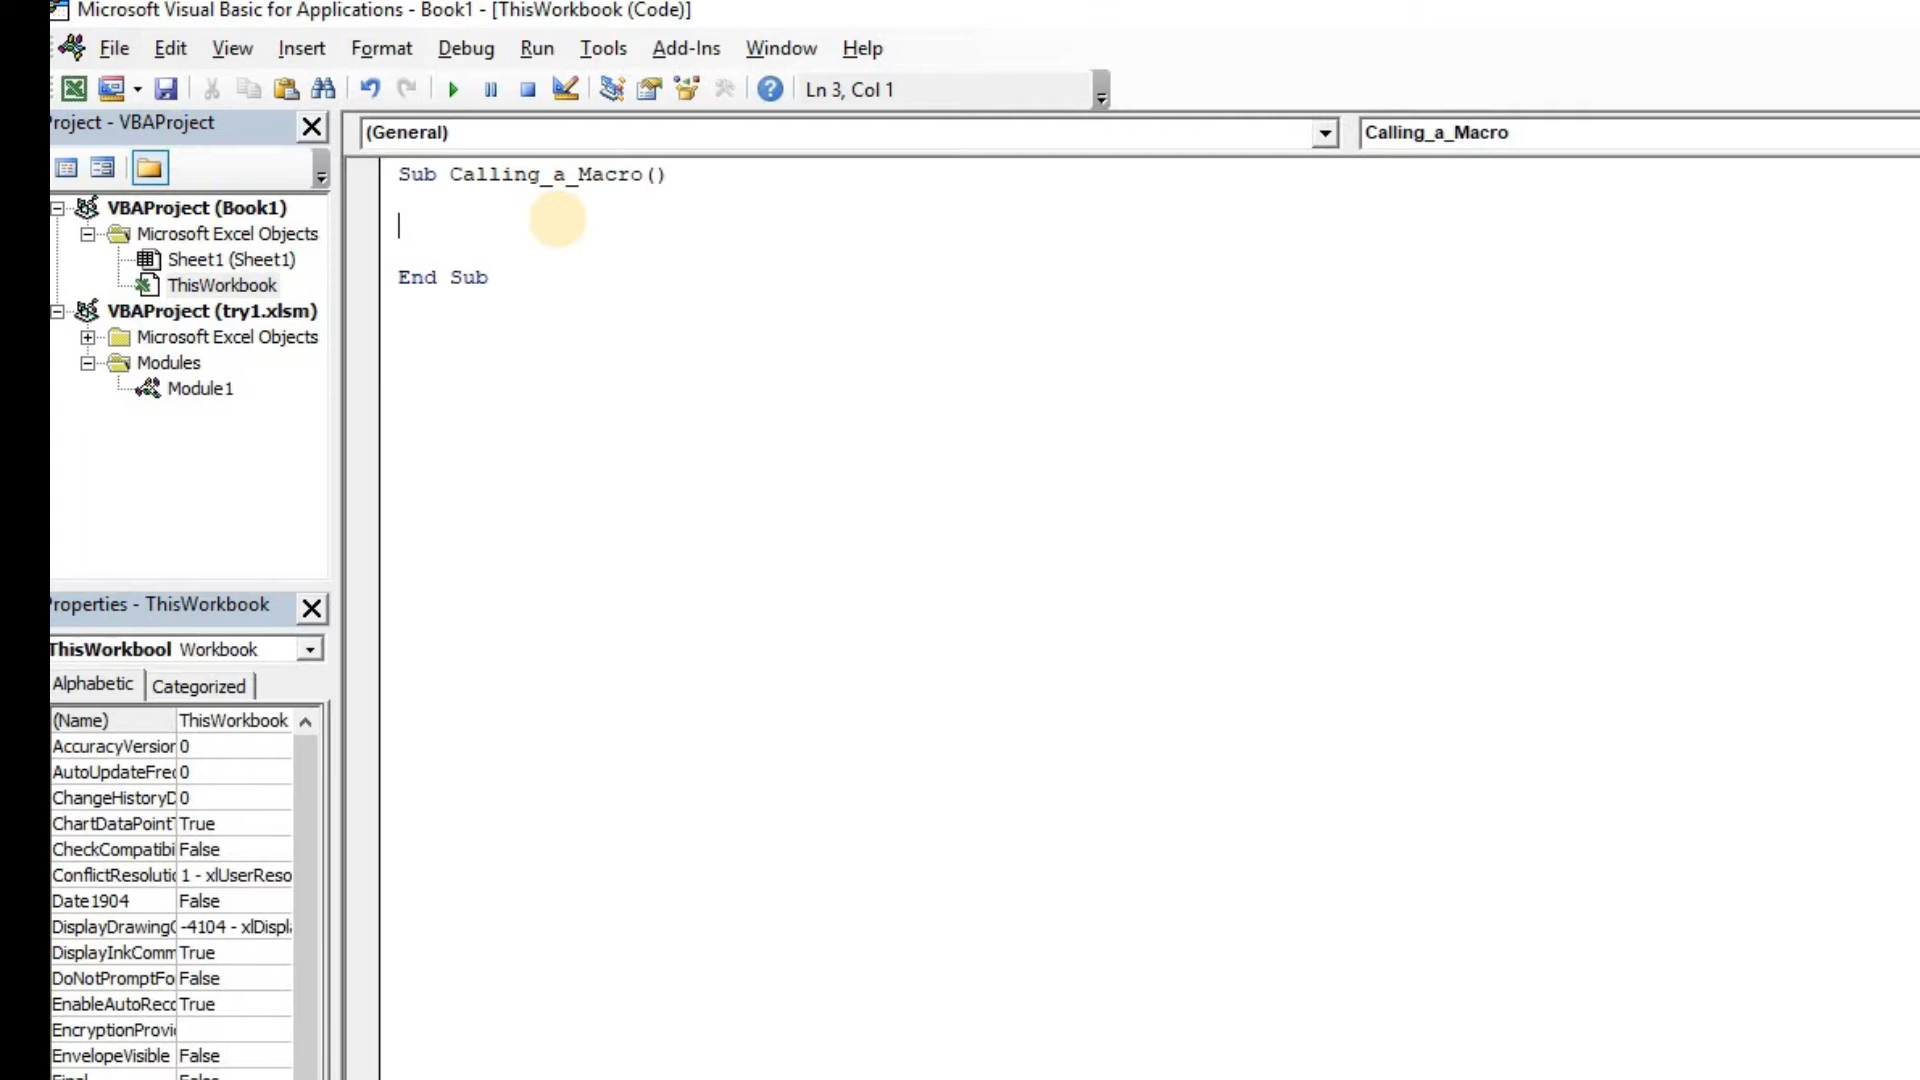 Microsoft Visual Basic for Applications - Book1 - [ThisWorkbook (Code)]
File Edit View Insert Format Debug Run Tools Add-Ins Window Help
Ln 3, Col 1
roject - VBAProject
(General)
Calling_a_Macro
Sub Calling_a_Macro()
End Sub
VBAProject (Book1)
Microsoft Excel Objects
Sheet1 (Sheet1)
ThisWorkbook
VBAProject (try1.xlsm)
Microsoft Excel Objects
Modules
Module1
roperties - ThisWorkbook
ThisWorkbool Workbook
Alphabetic Categorized
(Name) ThisWorkbook
AccuracyVersion 0
AutoUpdateFrec 0
ChangeHistoryD 0
ChartDataPoint True
CheckCompatibi False
ConflictResolutic 1 - xlUserReso
Date1904 False
DisplayDrawing -4104 - xlDispl
DisplayInkComm True
DoNotPromptFo False
EnableAutoRecc True
EncryptionProvi
EnvelopeVisible False